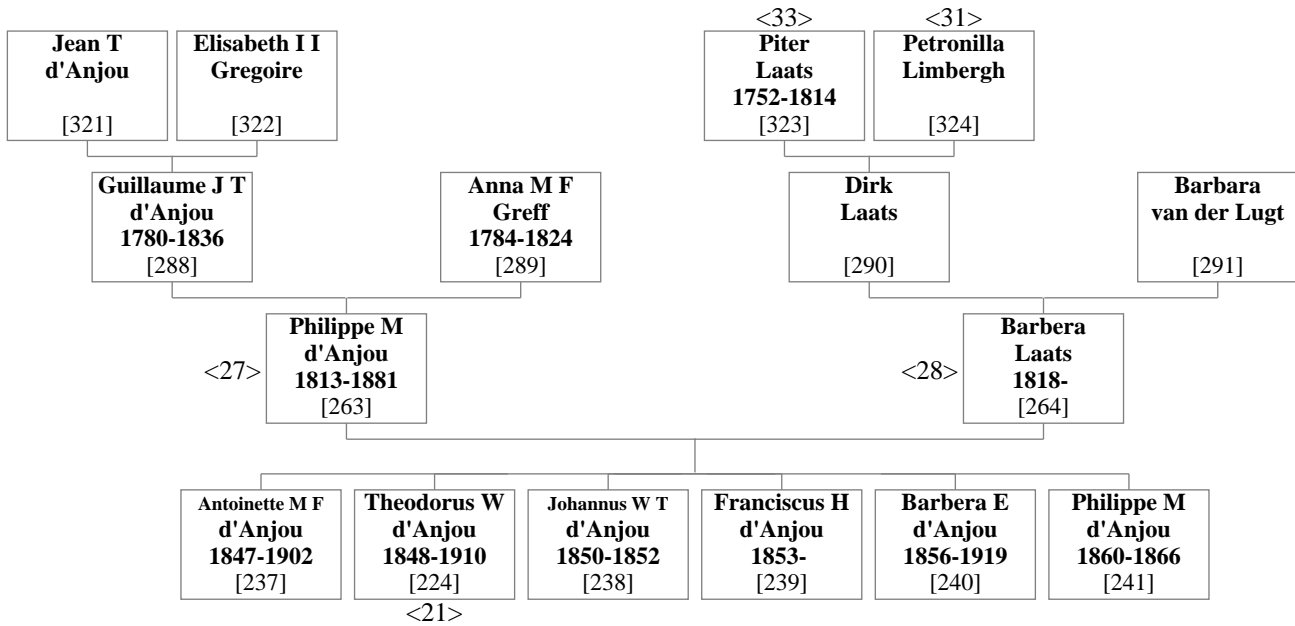 <33>
<31>
Jean T
d'Anjou
[321]
Elisabeth I I
Gregoire
[322]
Piter
Laats
1752-1814
[323]
Petronilla
Limbergh
[324]
Guillaume J T
d'Anjou
1780-1836
[288]
Anna M F
Greff
1784-1824
[289]
Dirk
Laats
[290]
Barbara
van der Lugt
[291]
<27>
Philippe M
d'Anjou
1813-1881
[263]
<28>
Barbera
Laats
1818-
[264]
Antoinette M F
d'Anjou
1847-1902
[237]
Theodorus W
d'Anjou
1848-1910
[224]
<21>
Johannus W T
d'Anjou
1850-1852
[238]
Franciscus H
d'Anjou
1853-
[239]
Barbera E
d'Anjou
1856-1919
[240]
Philippe M
d'Anjou
1860-1866
[241]